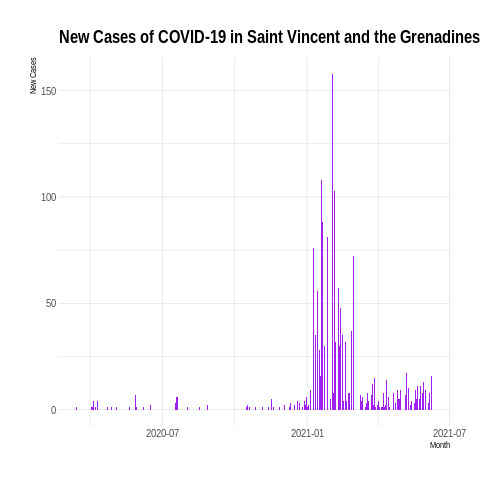 New Cases of COVID-19 in Saint Vincent and the Grenadines
New Cases
150
100
50
0
2020-07
2021-01
2021-07
Month